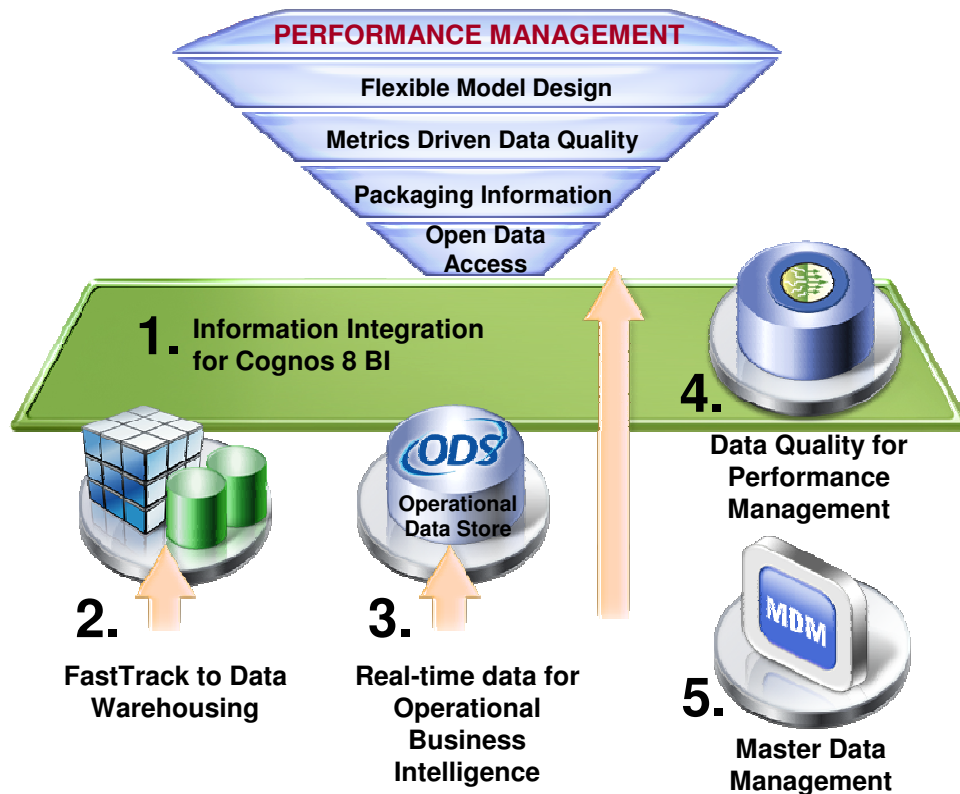 PERFORMANCE MANAGEMENT
Flexible Model Design
Metrics Driven Data Quality
Packaging Information
Open Data
Access
1. Information Integration
for Cognos 8 BI
ODS
Operational
Data Store
2.
FastTrack to Data
Warehousing
3.
Real-time data for
Operational
Business
Intelligence
4.
Data Quality for
Performance
Management
MDM
5.
Master Data
Management